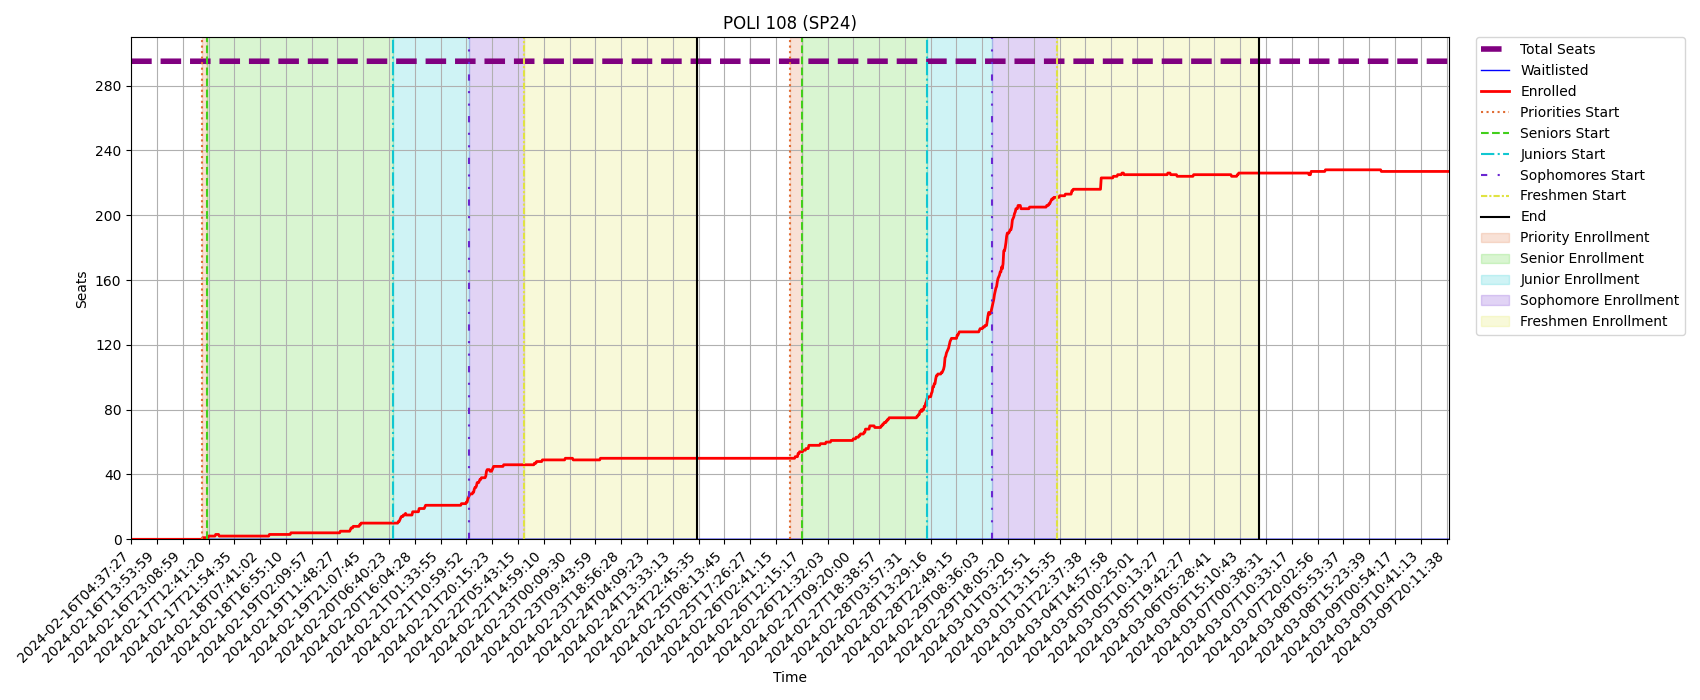 POLI 108 (SP24)
Seats
280
240
200
160
120
80
40
0
2024-02-16T04:37:27
2024-02-16T13:53:59
2024-02-16T23:08:59
2024-02-17T12:41:20
2024-02-17T21:54:35
2024-02-18T07:41:02
2024-02-18T16:55:10
2024-02-19T02:09:57
2024-02-19T11:48:27
2024-02-19T21:07:45
2024-02-20T06:40:23
2024-02-20T16:04:28
2024-02-21T01:33:55
2024-02-21T10:59:52
2024-02-21T20:15:23
2024-02-22T05:43:15
2024-02-22T14:59:10
2024-02-23T00:09:30
2024-02-23T09:43:59
2024-02-23T18:56:28
2024-02-24T04:09:23
2024-02-24T13:33:13
2024-02-24T22:45:35
2024-02-25T08:13:45
2024-02-25T17:26:27
2024-02-26T02:41:15
2024-02-26T12:15:17
2024-02-26T21:32:03
2024-02-27T09:20:00
2024-02-27T18:38:57
2024-02-28T03:57:31
2024-02-28T13:29:16
2024-02-28T22:49:15
2024-02-29T08:36:03
2024-02-29T18:05:20
2024-03-01T03:25:51
2024-03-01T13:15:35
2024-03-01T22:37:38
2024-03-04T14:57:58
2024-03-05T00:25:01
2024-03-05T10:13:27
2024-03-05T19:42:27
2024-03-06T05:28:41
2024-03-06T15:10:43
2024-03-07T00:38:31
2024-03-07T10:33:17
2024-03-07T20:02:56
2024-03-08T05:53:37
2024-03-08T15:23:39
2024-03-09T00:54:17
2024-03-09T10:41:13
2024-03-09T20:11:38
Time
Total Seats
Waitlisted
Enrolled
Priorities Start
Seniors Start
Juniors Start
Sophomores Start
Freshmen Start
End
Priority Enrollment
Senior Enrollment
Junior Enrollment
Sophomore Enrollment
Freshmen Enrollment